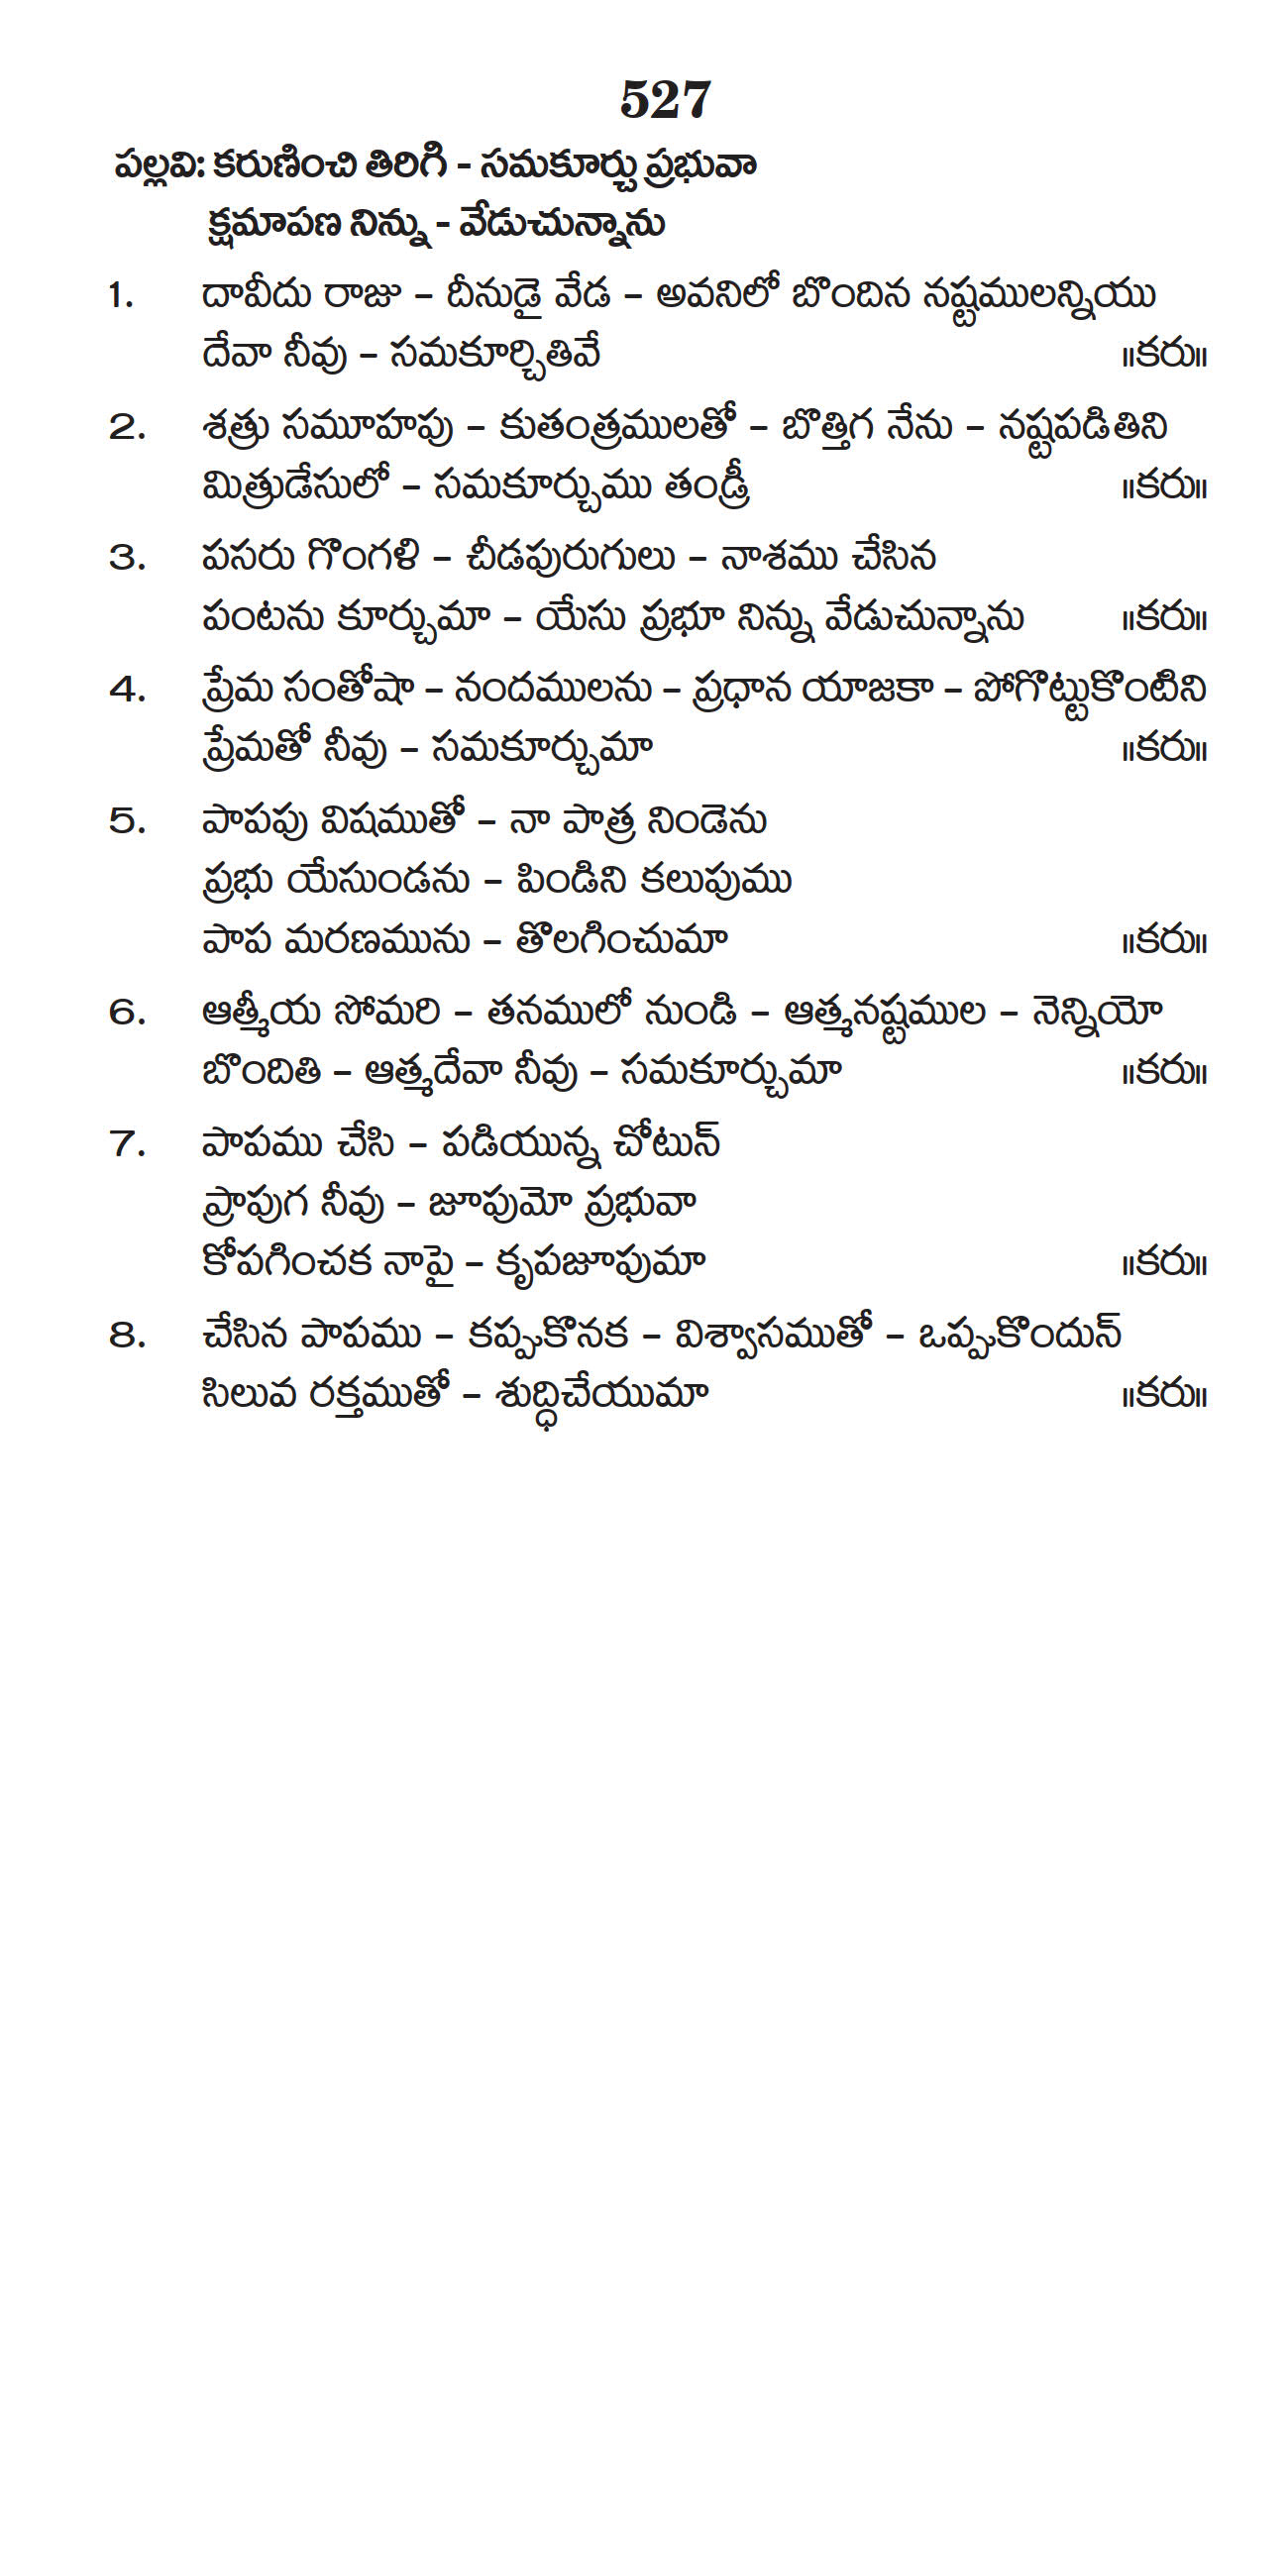 527
పల్లవి: కరుణించి తిరిగి - సమకూర్చు ప్రభువా
క్షమాపణ నిన్ను - వేడుచున్నాను
1. దావీదు రాజు – దీనుడై వేడ – అవనిలో బొందిన నష్టములన్నియు
దేవా నీవు – సమకూర్చితివే ॥కరు॥
2. శత్రు సమూహపు – కుతంత్రములతో – బొత్తిగ నేను – నష్టపడితిని
మిత్రుడేసులో – సమకూర్చుము తండ్రీ ॥కరు॥
3. పసరు గొంగళి – చీడపురుగులు – నాశము చేసిన
పంటను కూర్చుమా – యేసు ప్రభూ నిన్ను వేడుచున్నాను ॥కరు॥
4. ప్రేమ సంతోషా – నందములను – ప్రధాన యాజకా – పోగొట్టుకొంటిని
ప్రేమతో నీవు – సమకూర్చుమా ॥కరు॥
5. పాపపు విషముతో – నా పాత్ర నిండెను
ప్రభు యేసుండను – పిండిని కలుపుము
పాప మరణమును – తొలగించుమా ॥కరు॥
6. ఆత్మీయ సోమరి – తనములో నుండి – ఆత్మనష్టముల – నెన్నియో
బొందితి – ఆత్మదేవా నీవు – సమకూర్చుమా ॥కరు॥
7. పాపము చేసి – పడియున్న చోటున్
ప్రాపుగ నీవు – జూపుమో ప్రభువా
కోపగించక నాపై – కృపజూపుమా ॥కరు॥
8. చేసిన పాపము – కప్పుకొనక – విశ్వాసముతో – ఒప్పుకొందున్
సిలువ రక్తముతో – శుద్ధిచేయుమా ॥కరు॥